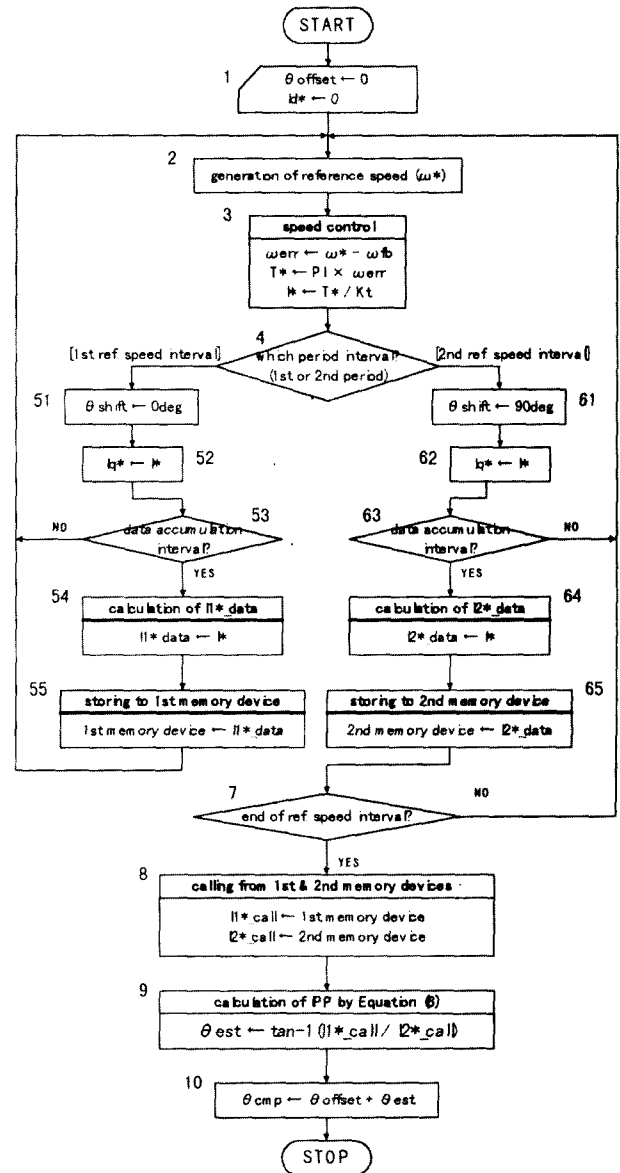 START
1
θ offset ← 0
Id* ← 0
2
generation of reference speed (ω*)
3
speed control
ωerr ← ω* - ωfb
T* ← PI × ωerr
I* ← T* / Kt
4
which period interval?
(1st or 2nd period)
[1st ref speed interval]
[2nd ref speed interval]
51
θ shift ← 0deg
θ shift ← 90deg
61
Iq* ← I*
52
62
Iq* ← I*
53
data accumulation
interval?
NO
YES
63
data accumulation
interval?
NO
YES
54
calculation of I1*_data
I1*_data ← I*
calculation of I2*_data
64
I2*_data ← I*
55
storing to 1st memory device
1st memory device ← I1*_data
storing to 2nd memory device
65
2nd memory device ← I2*_data
7
end of ref speed interval?
NO
YES
8
calling from 1st & 2nd memory devices
I1*_call ← 1st memory device
I2*_call ← 2nd memory device
9
calculation of PP by Equation (6)
θ est ← tan-1 (I1*_call / I2*_call)
10
θ cmp ← θ offset + θ est
STOP